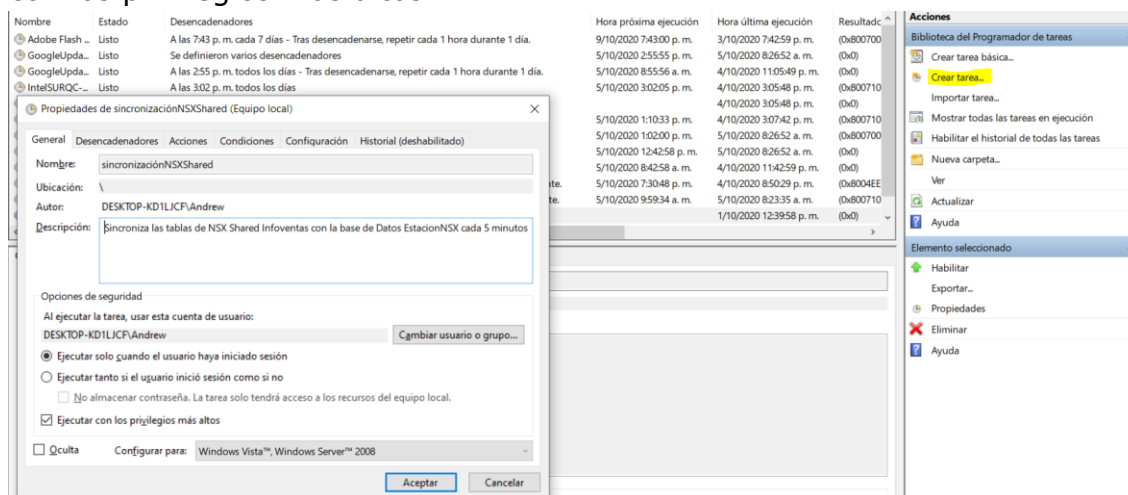 Nombre Estado Desencadenadores Hora próxima ejecución Hora última ejecución Resultadc
Adobe Flash ... Listo A las 7:43 p. m. cada 7 días - Tras desencadenarse, repetir cada 1 hora durante 1 día. 9/10/2020 7:43:00 p. m. 3/10/2020 7:42:59 p. m. (0x800700
GoogleUpda... Listo Se definieron varios desencadenadores 5/10/2020 2:55:55 p. m. 5/10/2020 8:26:52 a. m. (0x0)
GoogleUpda... Listo A las 2:55 p. m. todos los días - Tras desencadenarse, repetir cada 1 hora durante 1 día. 5/10/2020 8:55:56 a. m. 4/10/2020 11:05:49 p. m. (0x0)
IntelSURQC-... Listo A las 3:02 p. m. todos los días 5/10/2020 3:02:05 p. m. 4/10/2020 3:05:48 p. m. (0x800710
4/10/2020 3:05:48 p. m. (0x0)
5/10/2020 1:10:33 p. m. 4/10/2020 3:07:42 p. m. (0x800710
5/10/2020 1:02:00 p. m. 5/10/2020 8:26:52 a. m. (0x800700
5/10/2020 12:42:58 p. m. 5/10/2020 8:26:52 a. m. (0x0)
5/10/2020 8:42:58 a. m. 4/10/2020 11:42:59 p. m. (0x0)
nte. 5/10/2020 7:30:48 p. m. 4/10/2020 8:50:29 p. m. (0x8004EE
te. 5/10/2020 9:59:34 a. m. 5/10/2020 8:23:35 a. m. (0x800710
1/10/2020 12:39:58 p. m. (0x0)
Propiedades de sincronizaciónNSXShared (Equipo local)
General Desencadenadores Acciones Condiciones Configuración Historial (deshabilitado)
Nombre: sincronizaciónNSXShared
Ubicación: \
Autor: DESKTOP-KD1LJCF\Andrew
Descripción: Sincroniza las tablas de NSX Shared Infoventas con la base de Datos EstacionNSX cada 5 minutos
Opciones de seguridad
Al ejecutar la tarea, usar esta cuenta de usuario:
DESKTOP-KD1LJCF\Andrew Cambiar usuario o grupo...
Ejecutar solo cuando el usuario haya iniciado sesión
Ejecutar tanto si el usuario inició sesión como si no
No almacenar contraseña. La tarea solo tendrá acceso a los recursos del equipo local.
Ejecutar con los privilegios más altos
Oculta Configurar para: Windows Vista™, Windows Server™ 2008
Aceptar Cancelar
Acciones
Biblioteca del Programador de tareas
Crear tarea básica...
Crear tarea...
Importar tarea...
Mostrar todas las tareas en ejecución
Habilitar el historial de todas las tareas
Nueva carpeta...
Ver
Actualizar
Ayuda
Elemento seleccionado
Habilitar
Exportar...
Propiedades
Eliminar
Ayuda